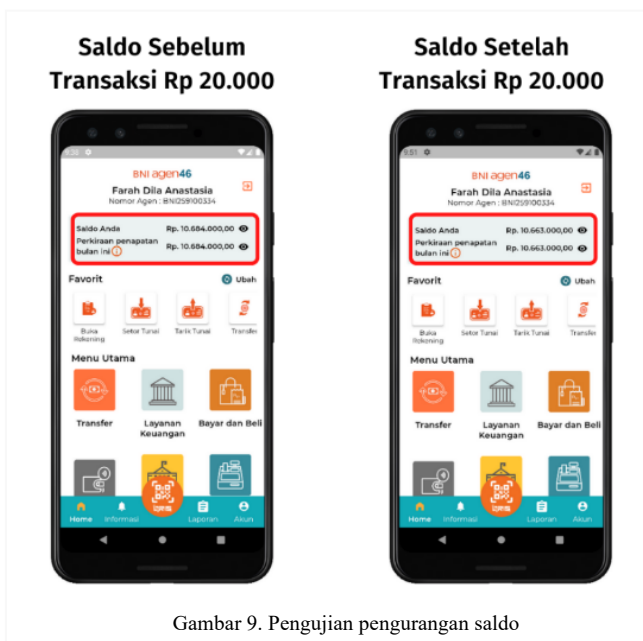 Saldo Sebelum
Transaksi Rp 20.000
9:50
BNI agen46
Farah Dila Anastasia
Nomor Agen : BNI259100334
Saldo Anda Rp. 10.684.000,00
Perkiraan penapatan
bulan ini Rp. 10.684.000,00
Favorit Ubah
Buka
Rekening
Setor Tunai
Tarik Tunai
Transfer
Menu Utama
Transfer
Layanan
Keuangan
Bayar dan Beli
Home Informasi Laporan Akun
Saldo Setelah
Transaksi Rp 20.000
9:51
BNI agen46
Farah Dila Anastasia
Nomor Agen : BNI259100334
Saldo Anda Rp. 10.663.000,00
Perkiraan penapatan
bulan ini Rp. 10.663.000,00
Favorit Ubah
Buka
Rekening
Setor Tunai
Tarik Tunai
Transfer
Menu Utama
Transfer
Layanan
Keuangan
Bayar dan Beli
Home Informasi Laporan Akun
Gambar 9. Pengujian pengurangan saldo